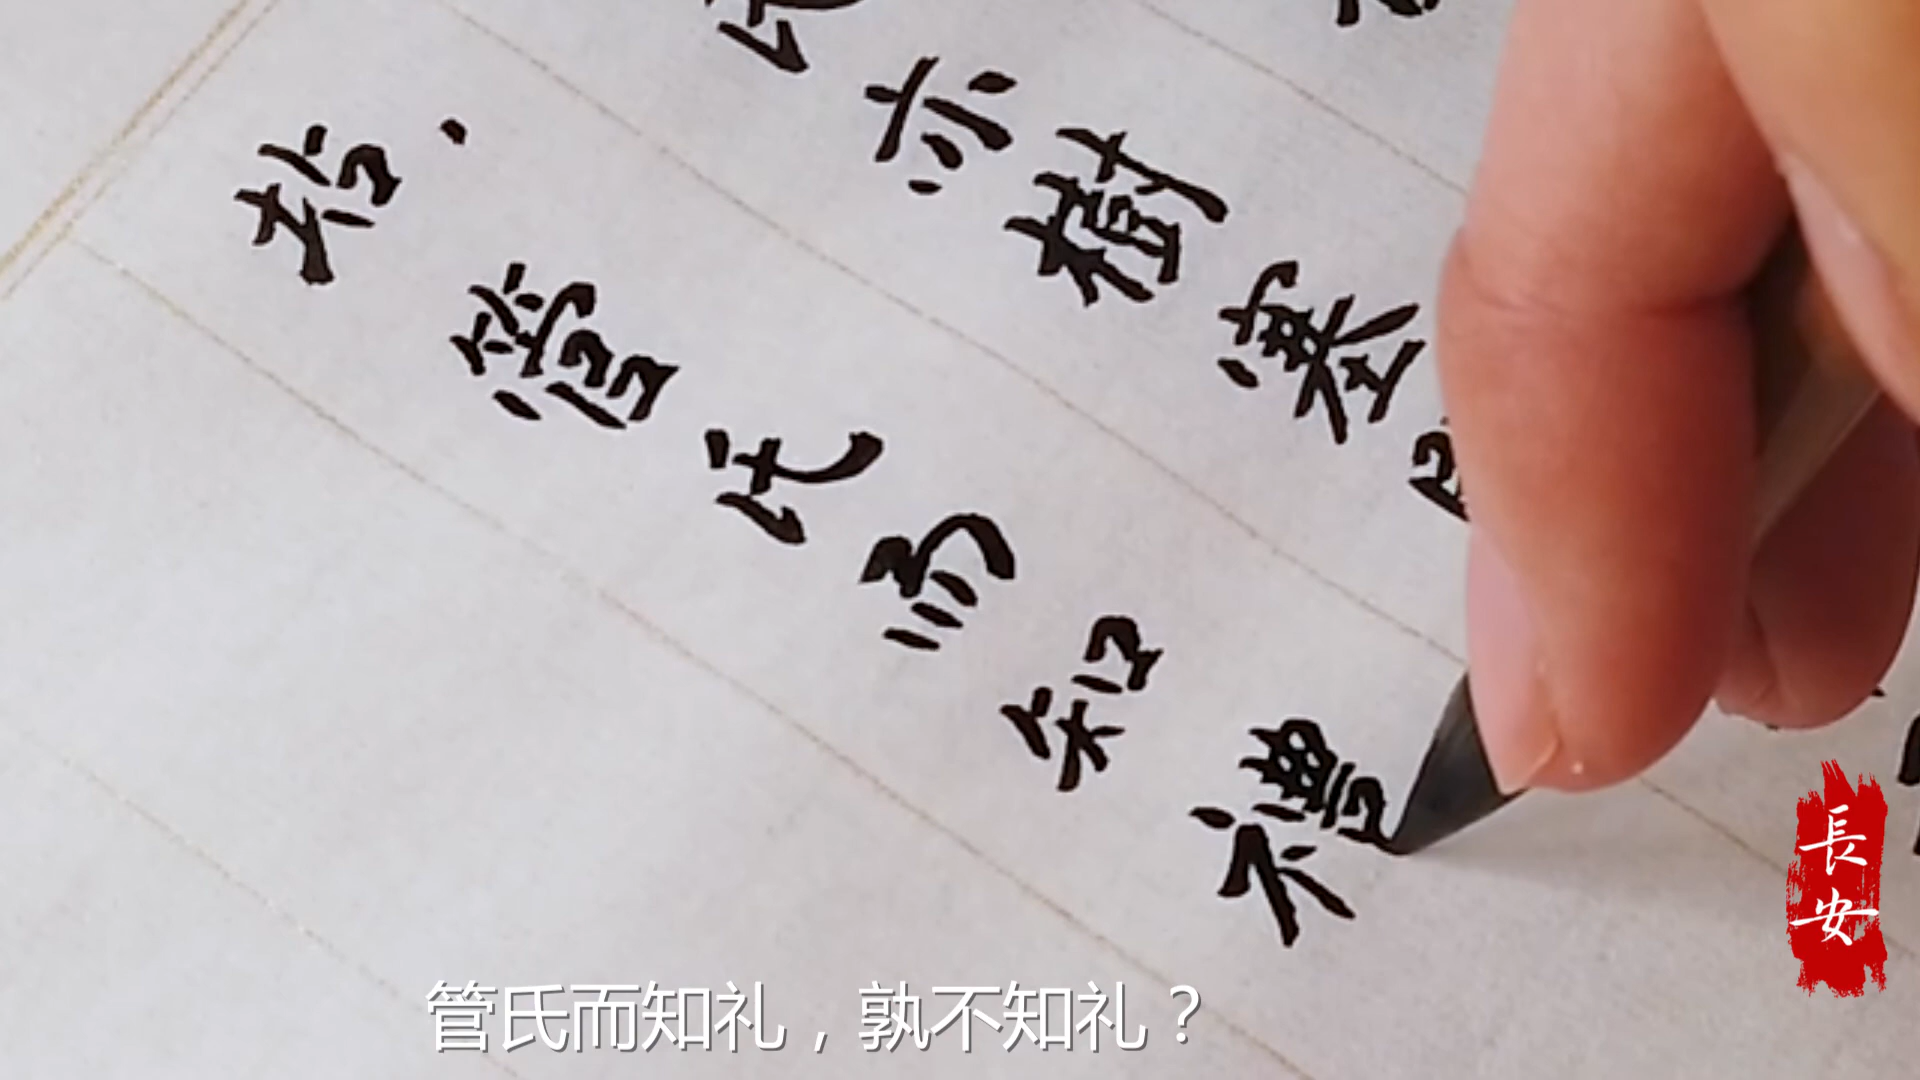 氏亦樹塞
坫．管氏而知禮
管氏而知礼，孰不知礼？
長安